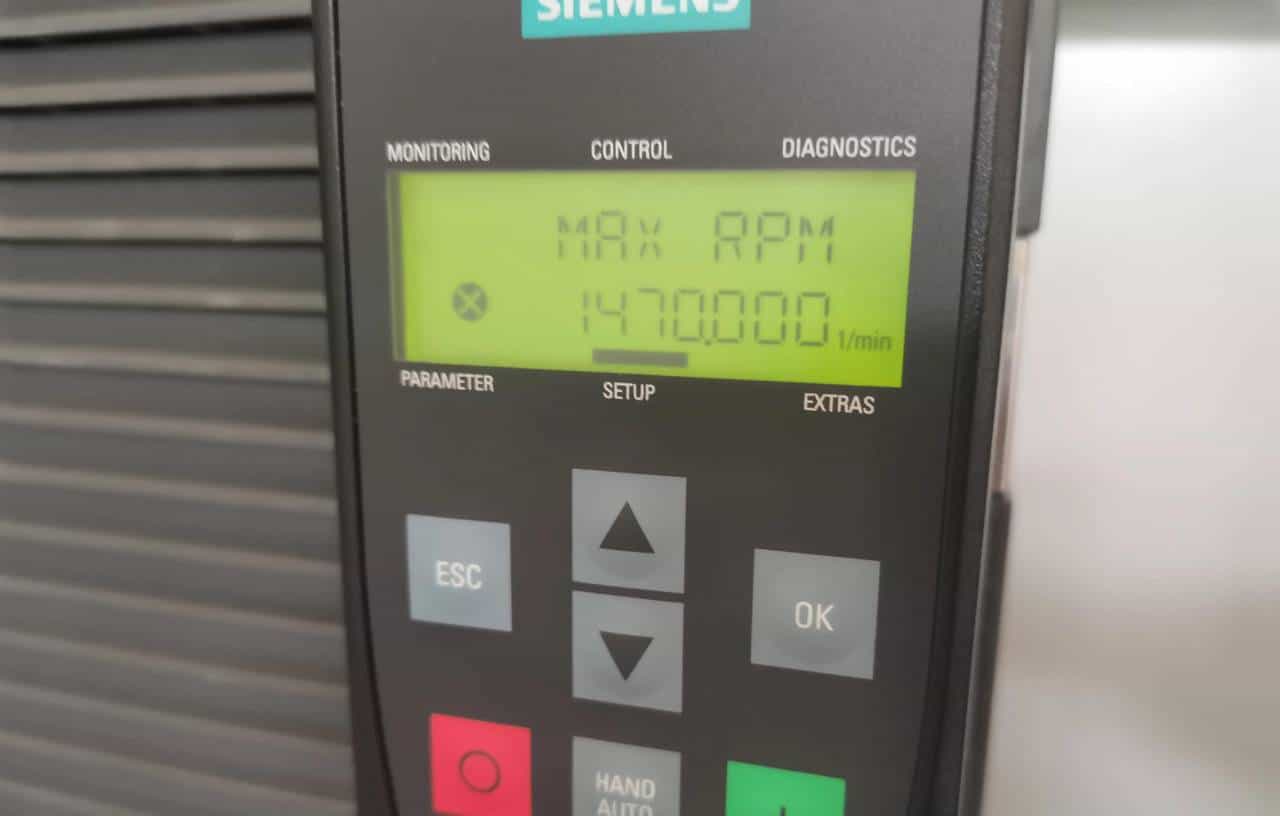 SIEMENS
MONITORING CONTROL DIAGNOSTICS
MAX RPM
1470.000 1/min
PARAMETER SETUP EXTRAS
ESC
OK
HAND
AUTO